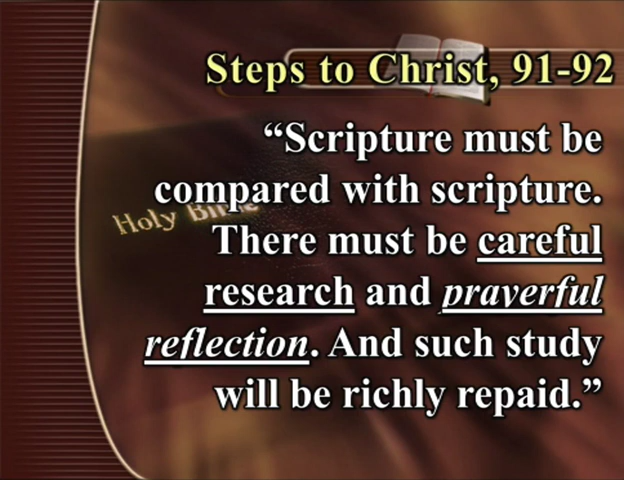 Steps to Christ, 91-92
“Scripture must be
compared with scripture.
Holy Bible
There must be careful
research and prayerful
reflection. And such study
will be richly repaid.”